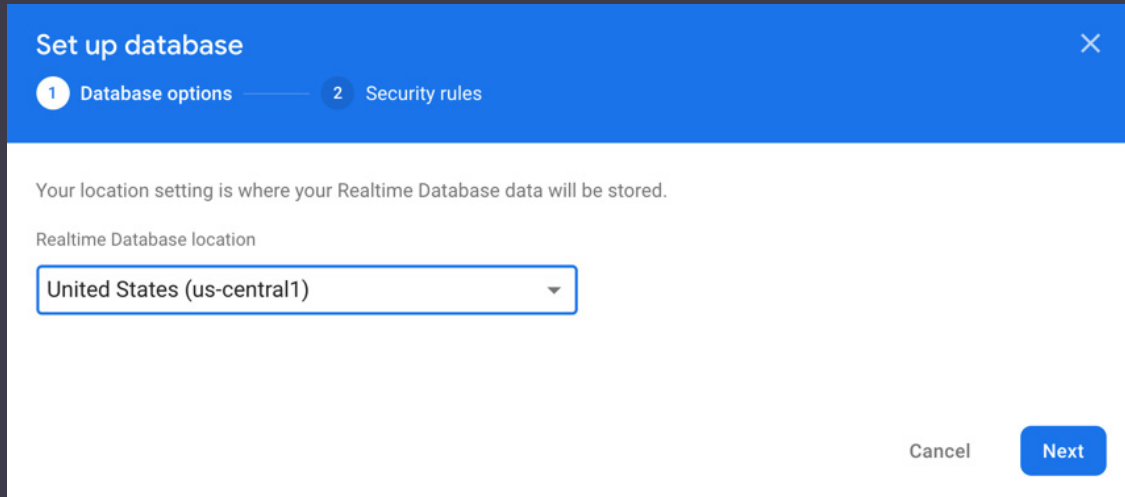 Set up database
1 Database options 2 Security rules
Your location setting is where your Realtime Database data will be stored.
Realtime Database location
United States (us-central1)
Cancel Next